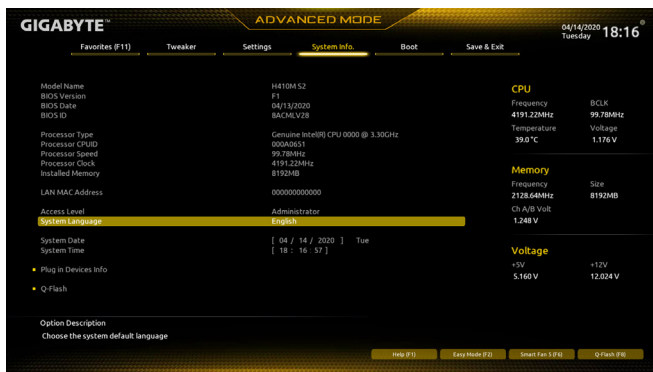 GIGABYTE™
ADVANCED MODE
04/14/2020
Tuesday
18:16
Favorites (F11) Tweaker Settings System Info. Boot Save & Exit
Model Name H410M S2
BIOS Version F1
BIOS Date 04/13/2020
BIOS ID 8ACMLV28
Processor Type Genuine Intel(R) CPU 0000 @ 3.30GHz
Processor CPUID 000A0651
Processor Speed 99.78MHz
Processor Clock 4191.22MHz
Installed Memory 8192MB
LAN MAC Address 000000000000
Access Level Administrator
System Language English
System Date [ 04 / 14 / 2020 ] Tue
System Time [ 18 : 16 : 57 ]
Plug in Devices Info
Q-Flash
CPU
Frequency BCLK
4191.22MHz 99.78MHz
Temperature Voltage
39.0 °C 1.176 V
Memory
Frequency Size
2128.64MHz 8192MB
Ch A/B Volt
1.248 V
Voltage
+5V +12V
5.160 V 12.024 V
Option Description
Choose the system default language
Help (F1) Easy Mode (F2) Smart Fan 5 (F6) Q-Flash (F8)